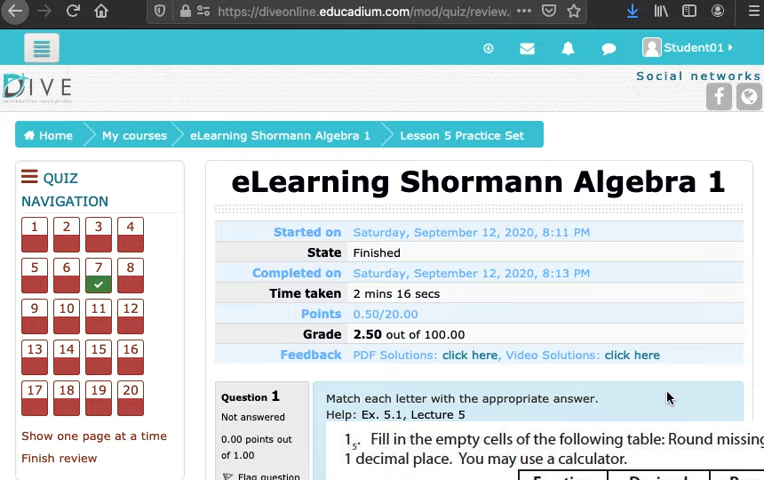 https://diveonline.educadium.com/mod/quiz/review.
Student01
Social networks
DIVE
Home
My courses
eLearning Shormann Algebra 1
Lesson 5 Practice Set
QUIZ
NAVIGATION
1 2 3 4
5 6 7 8
9 10 11 12
13 14 15 16
17 18 19 20
Show one page at a time
Finish review
eLearning Shormann Algebra 1
Started on Saturday, September 12, 2020, 8:11 PM
State Finished
Completed on Saturday, September 12, 2020, 8:13 PM
Time taken 2 mins 16 secs
Points 0.50/20.00
Grade 2.50 out of 100.00
Feedback PDF Solutions: click here, Video Solutions: click here
Question 1
Not answered
0.00 points out
of 1.00
Flag question
Match each letter with the appropriate answer.
Help: Ex. 5.1, Lecture 5
1₅. Fill in the empty cells of the following table: Round missing
1 decimal place. You may use a calculator.